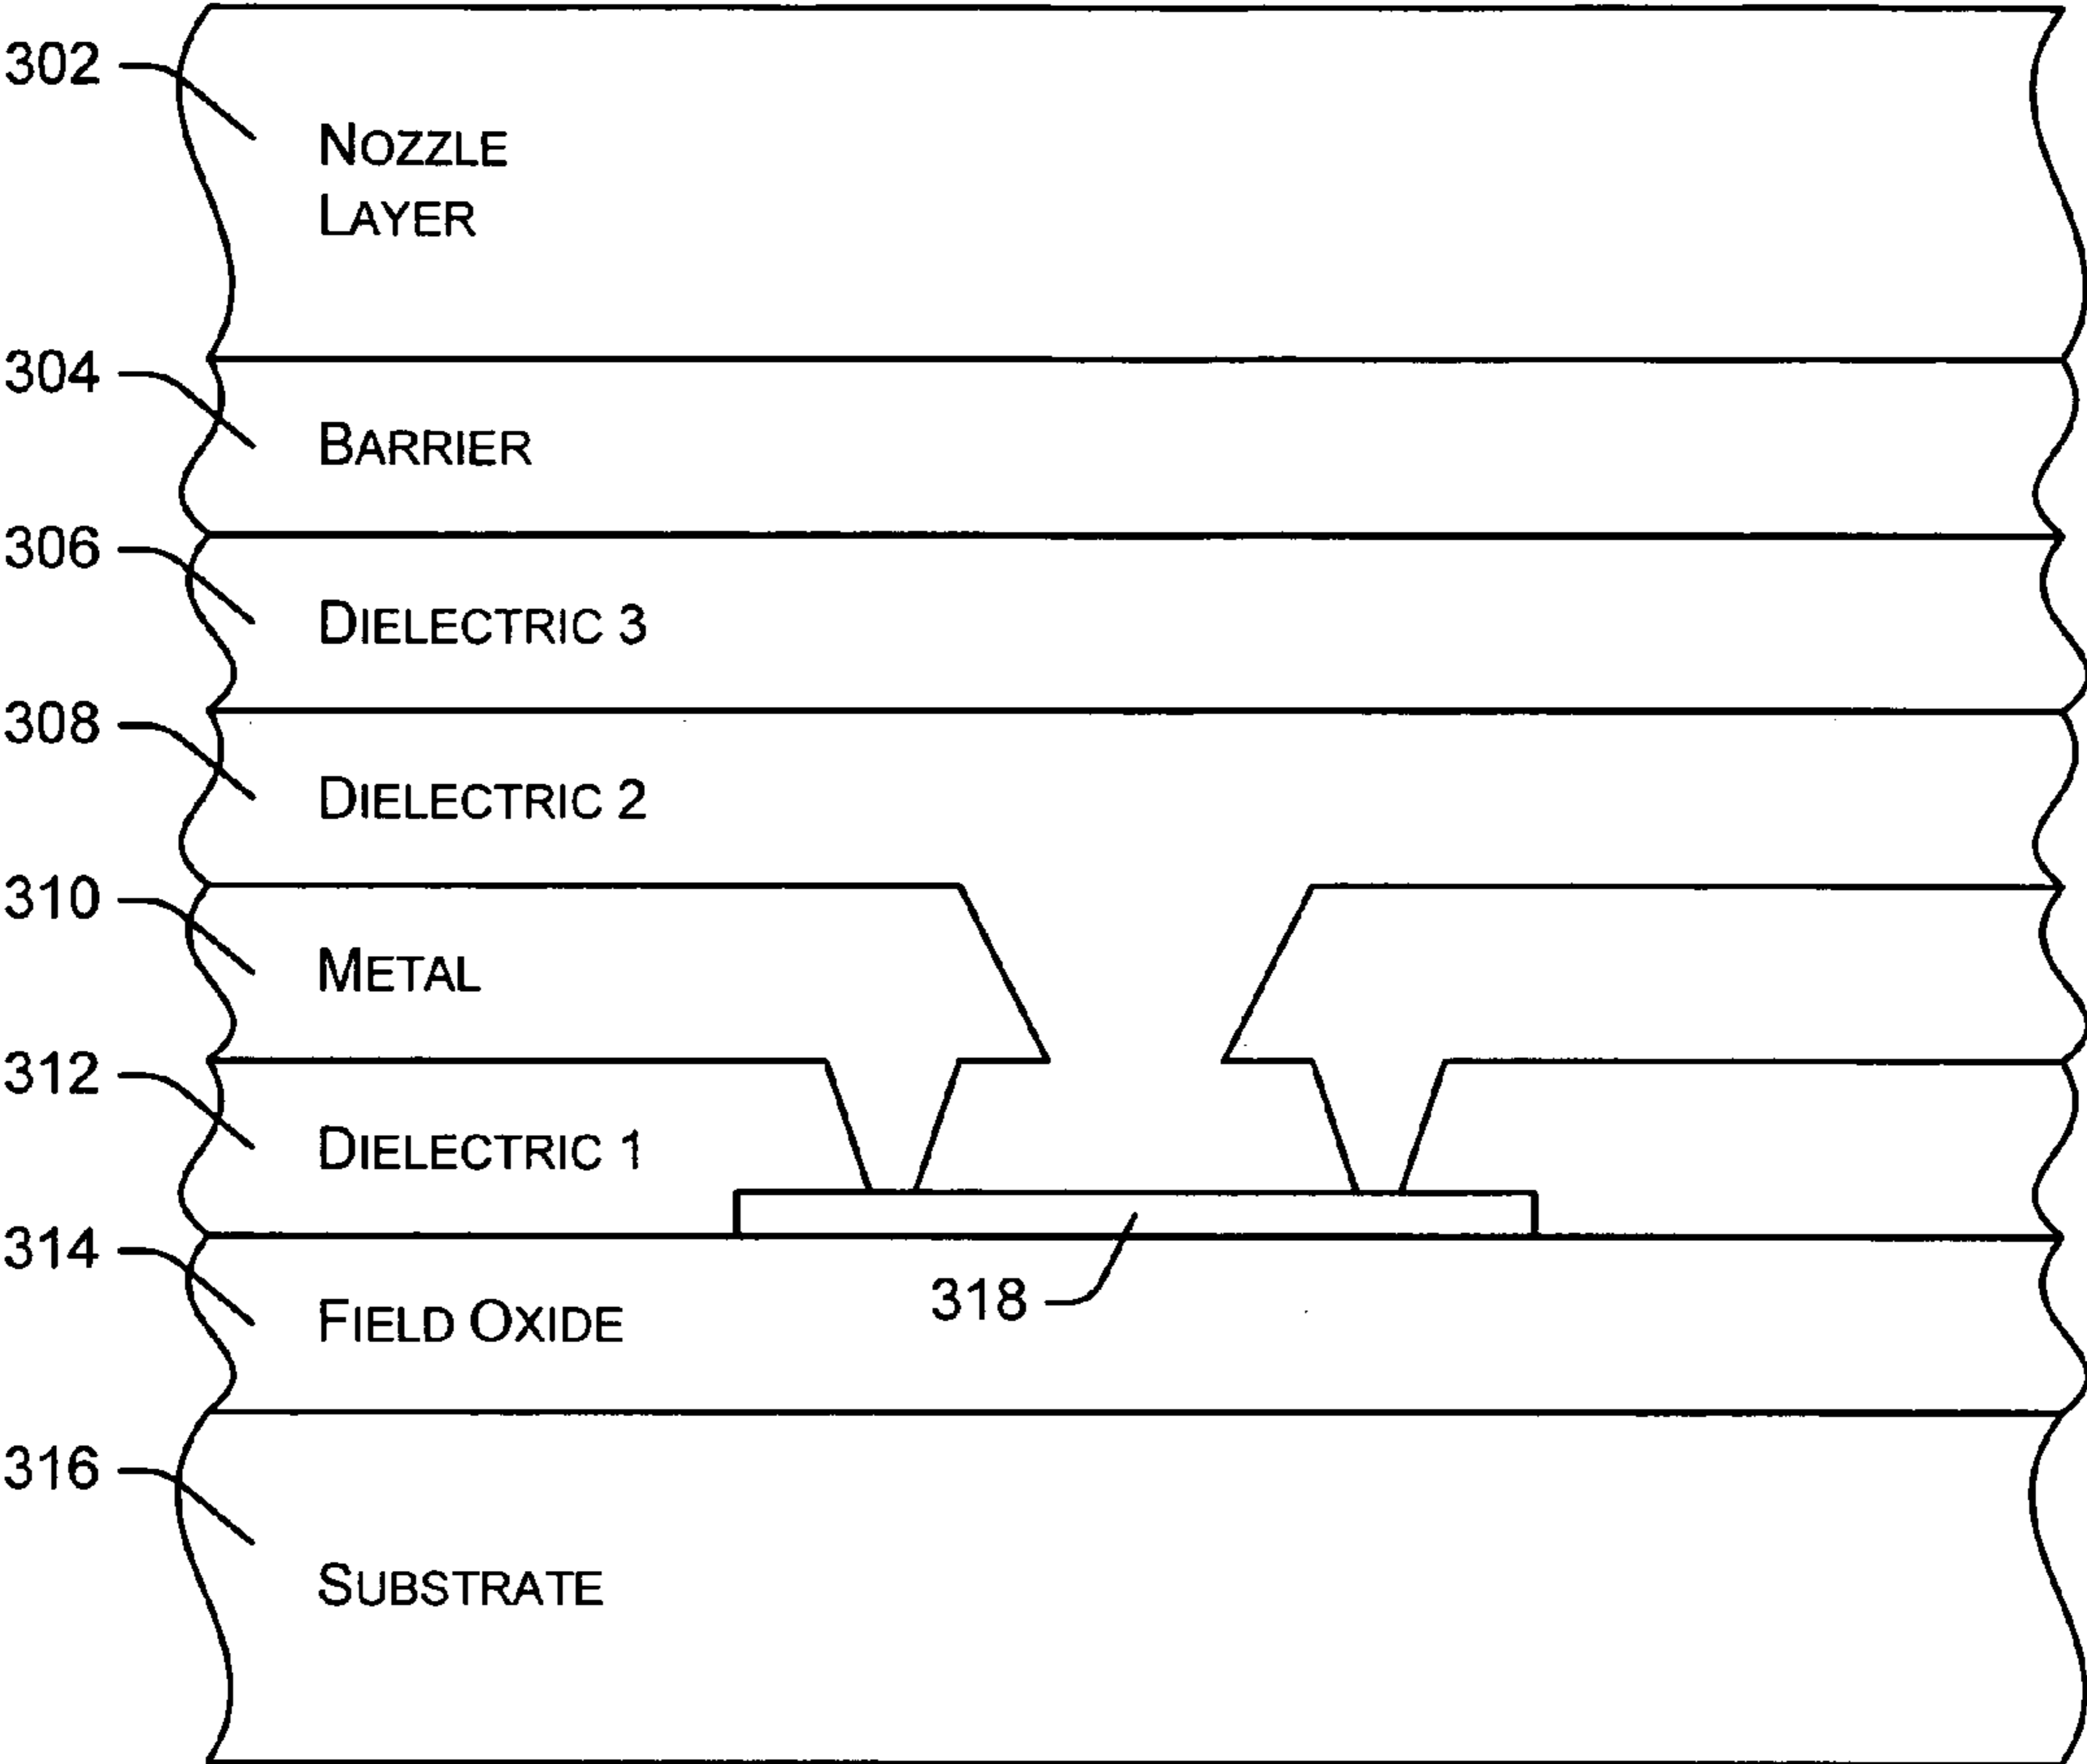 302
NOZZLE
LAYER
304
BARRIER
306
DIELECTRIC 3
308
DIELECTRIC 2
310
METAL
312
DIELECTRIC 1
314
318
FIELD OXIDE
316
SUBSTRATE